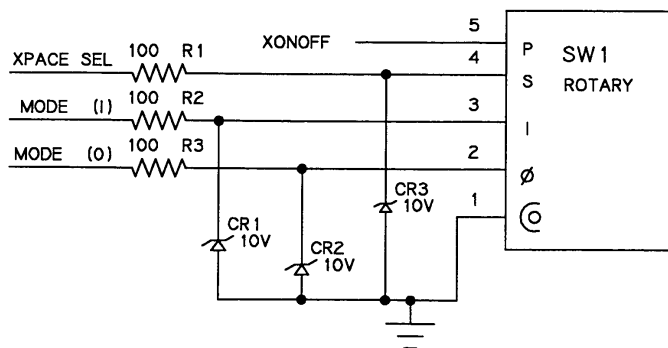 XONOFF
5
P
SW1
ROTARY
XPACE SEL
100 R1
4
S
MODE (1)
100 R2
3
I
MODE (0)
100 R3
2
Ø
1
CR1
10V
CR2
10V
CR3
10V